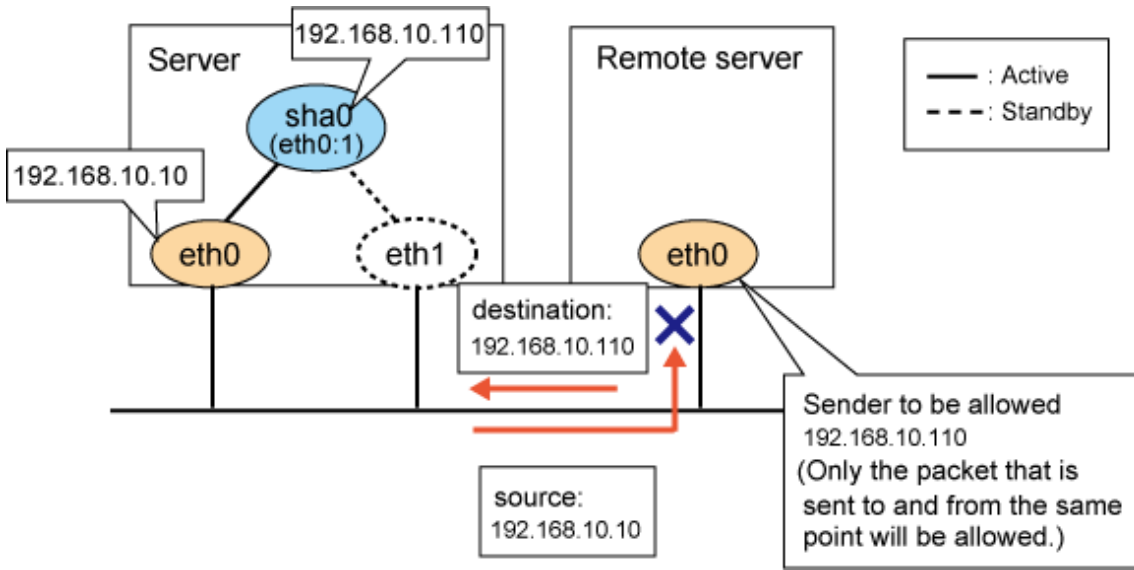 192.168.10.110
Server
sha0
(eth0:1)
192.168.10.10
eth0
eth1
Remote server
eth0
: Active
: Standby
destination:
192.168.10.110
source:
192.168.10.10
Sender to be allowed
192.168.10.110
(Only the packet that is
sent to and from the same
point will be allowed.)